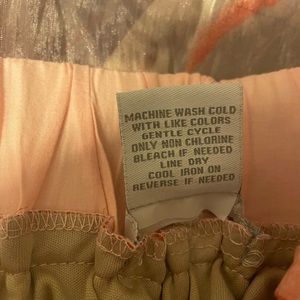 MACHINE WASH COLD
WITH LIKE COLORS
GENTLE CYCLE
ONLY NON CHLORINE
BLEACH IF NEEDED
LINE DRY
COOL IRON ON
REVERSE IF NEEDED